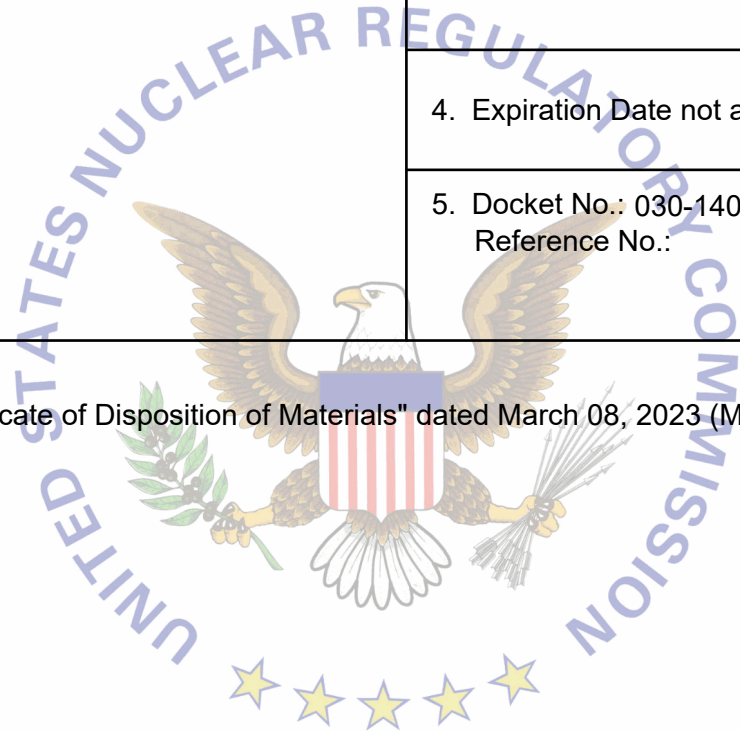 UNITED STATES NUCLEAR REGULATORY COMMISSION
4. Expiration Date not a
5. Docket No.: 030-140
Reference No.:
cate of Disposition of Materials" dated March 08, 2023 (M